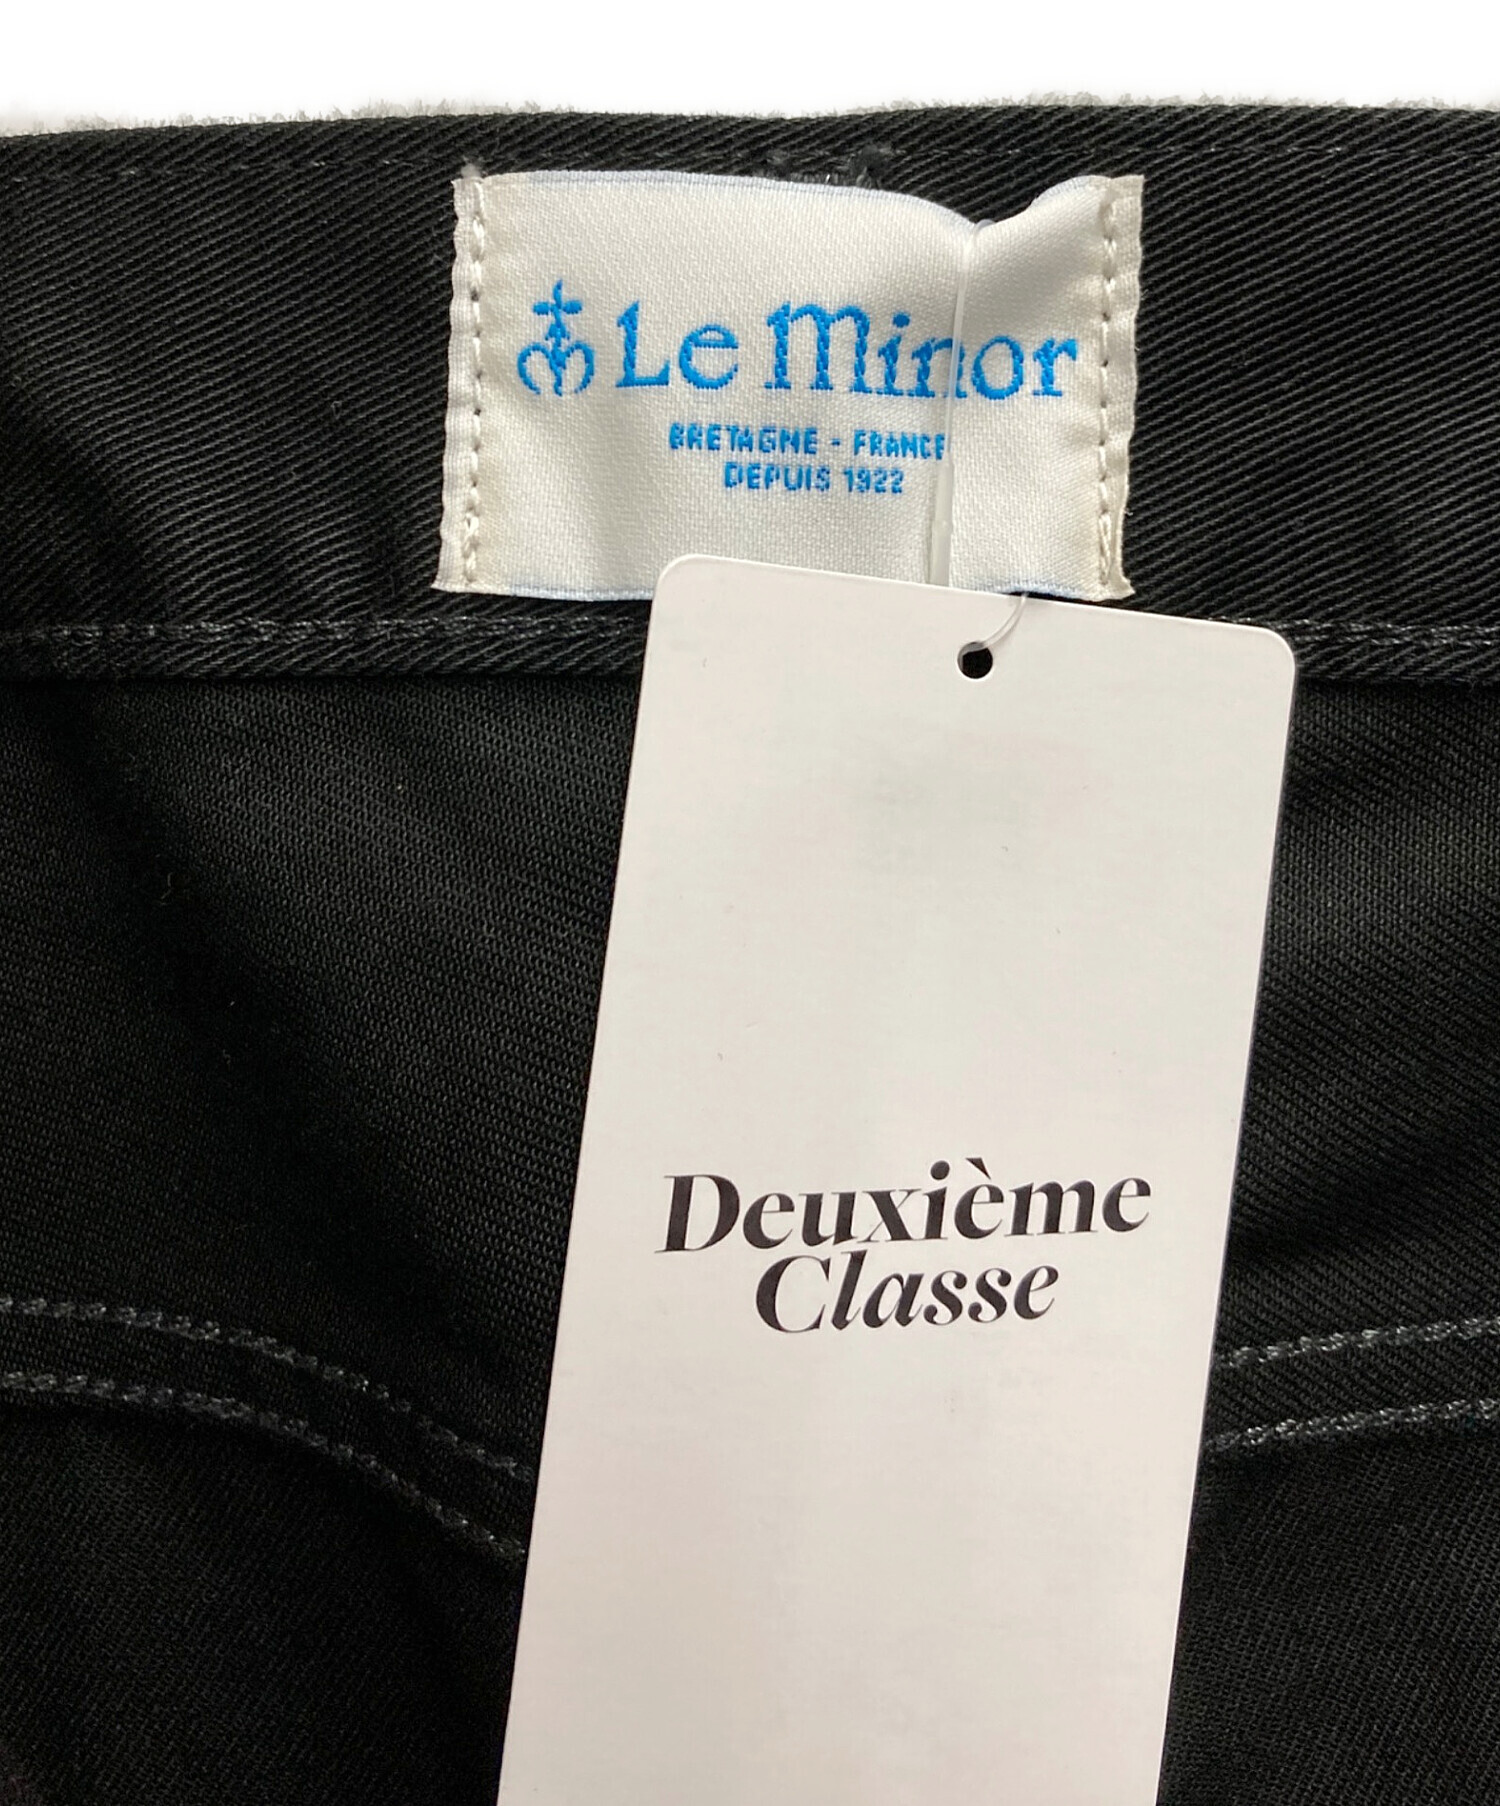 Le Minor
BRETAGNE - FRANCE
DEPUIS 1922
Deuxième
Classe